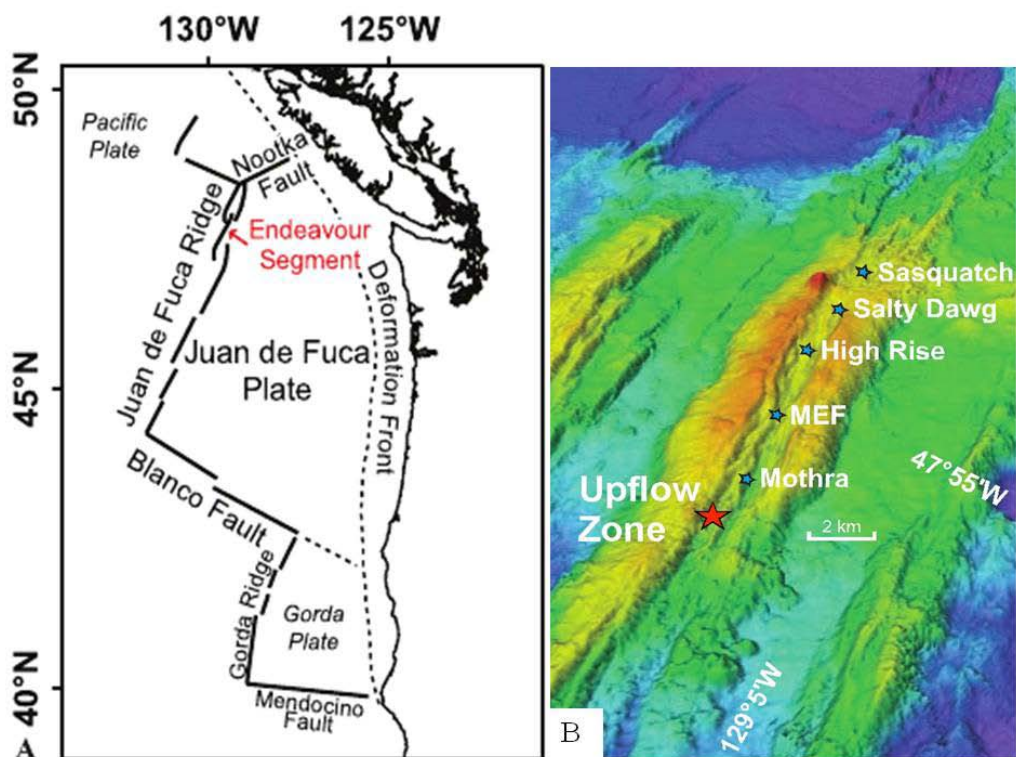 130°W
125°W
50°N
45°N
40°N
Pacific
Plate
Nootka
Fault
Endeavour
Segment
Juan de Fuca Ridge
Juan de Fuca
Plate
Deformation Front
Blanco Fault
Gorda Ridge
Gorda
Plate
Mendocino
Fault
A
Sasquatch
Salty Dawg
High Rise
MEF
Mothra
Upflow
Zone
2 km
47°55'W
129°5'W
B